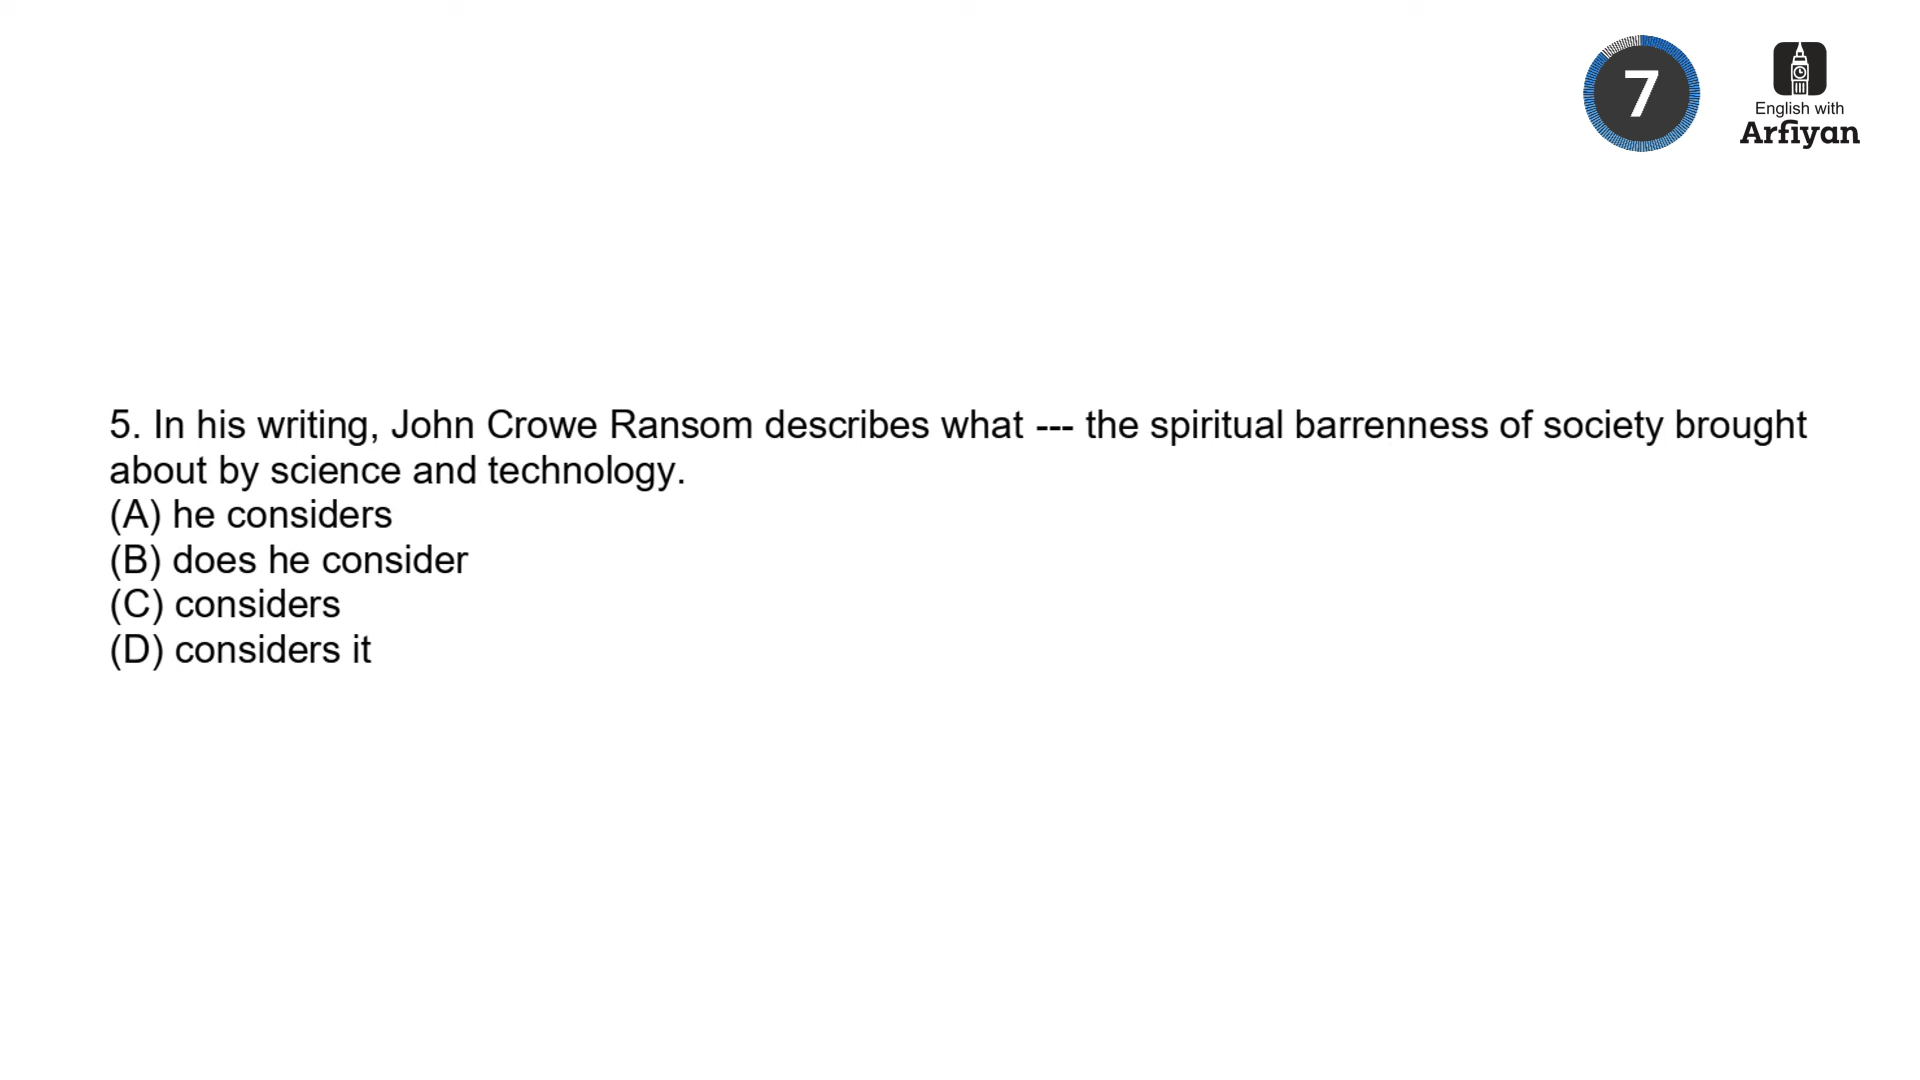 7
English with
Arfiyan
5. In his writing, John Crowe Ransom describes what --- the spiritual barrenness of society brought
about by science and technology.
(A) he considers
(B) does he consider
(C) considers
(D) considers it